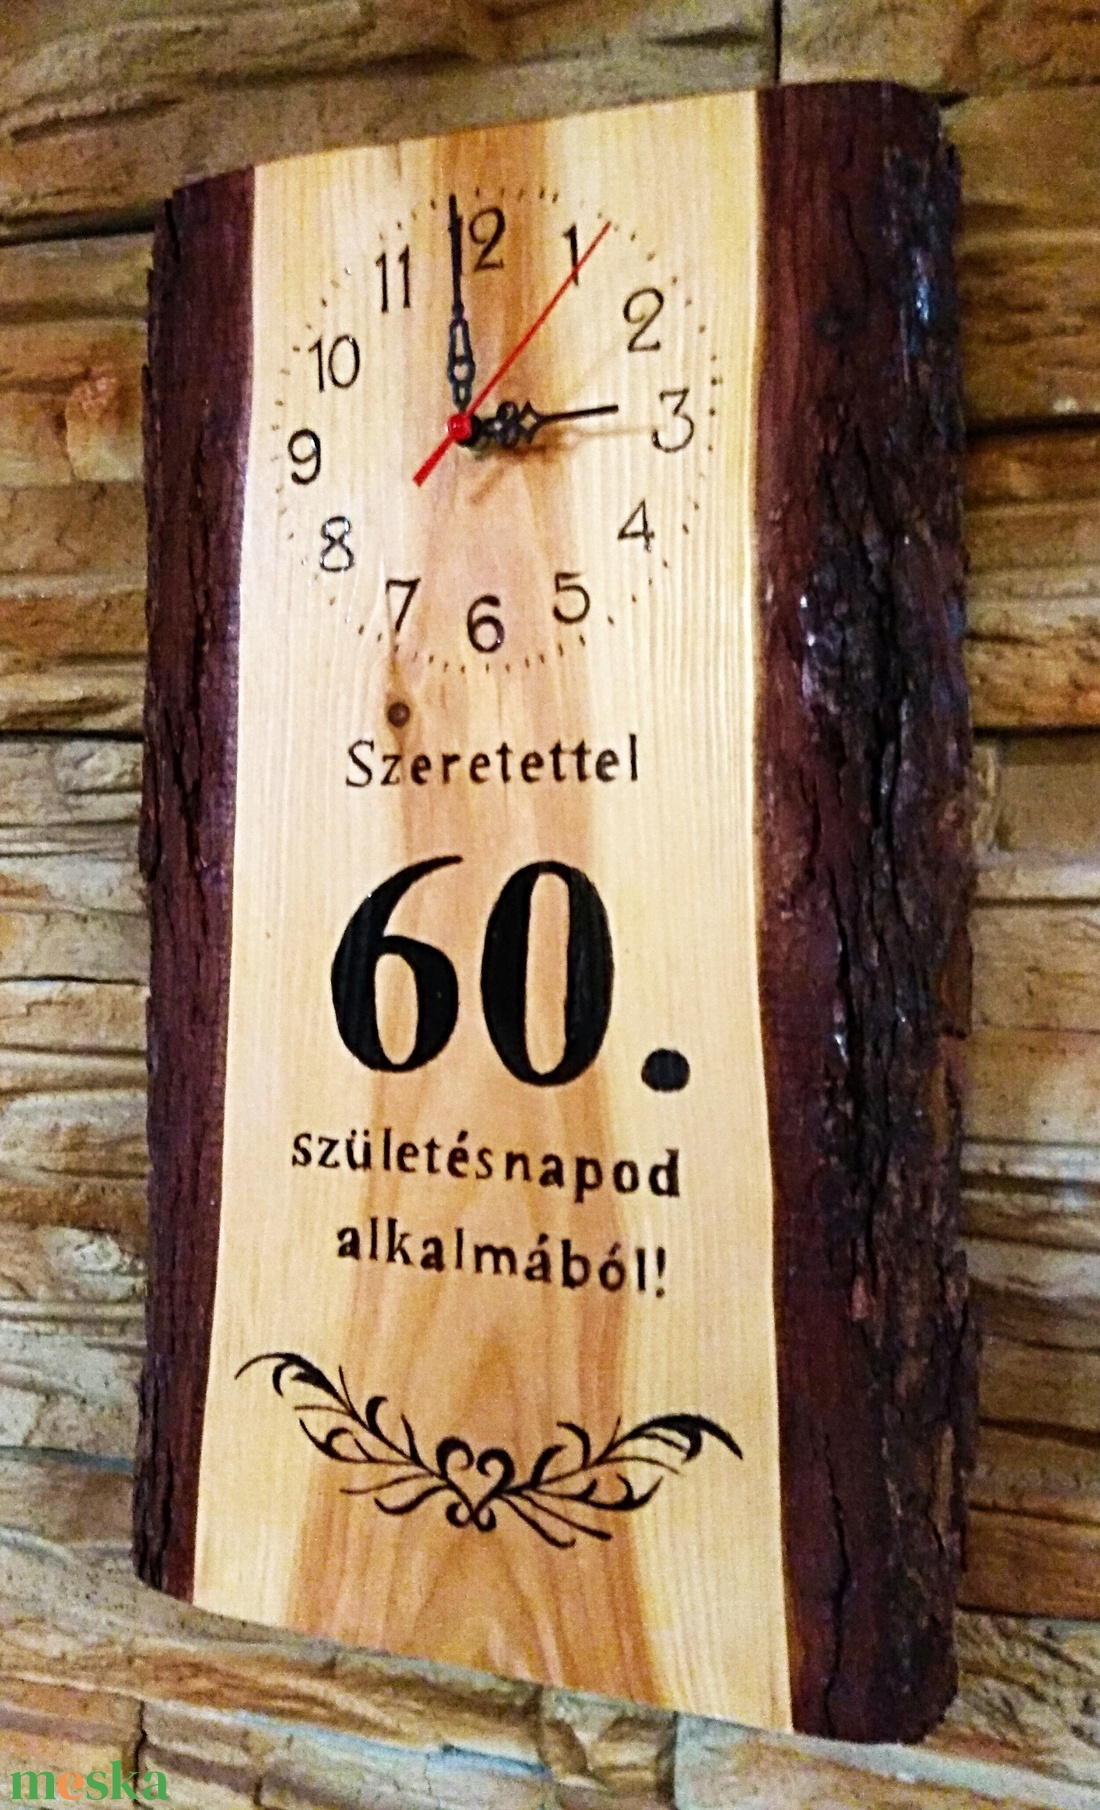 12
11 1
10 2
9 3
8 4
7 6 5
Szeretettel
60.
születésnapod
alkalmából!
meska